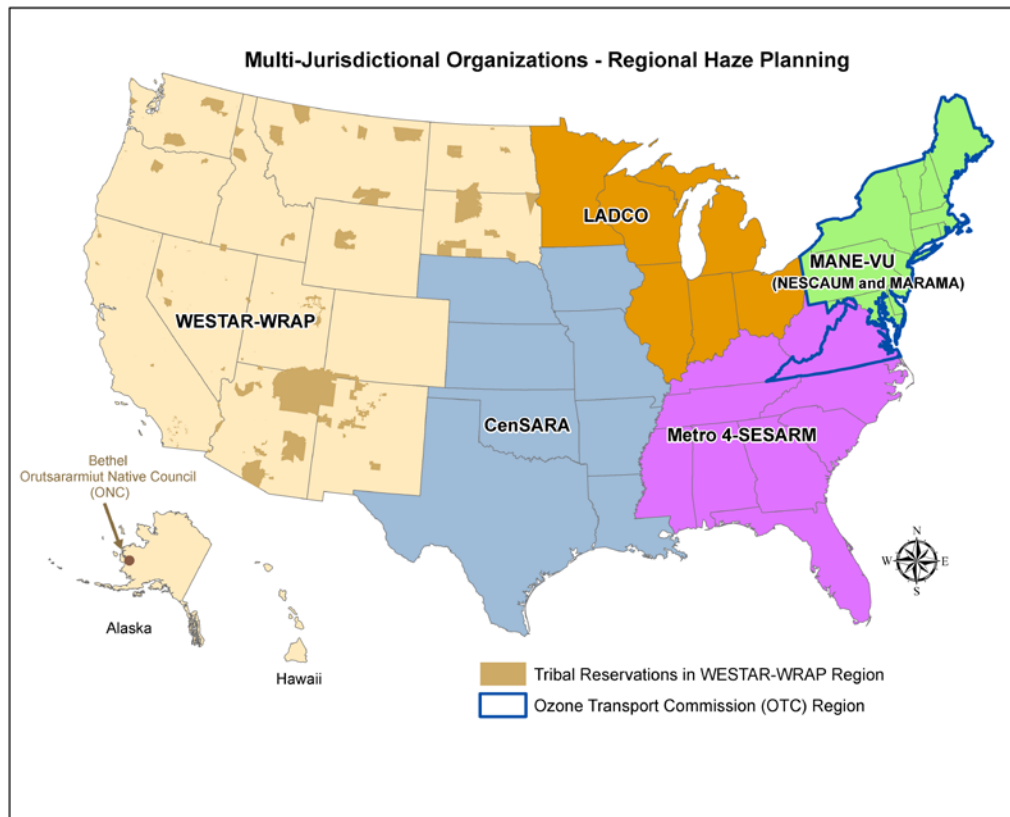 Multi-Jurisdictional Organizations - Regional Haze Planning
LADCO
MANE-VU
(NESCAUM and MARAMA)
WESTAR-WRAP
CenSARA
Metro 4-SESARM
Bethel
Orutsararmiut Native Council
(ONC)
N
W
E
S
Alaska
Hawaii
Tribal Reservations in WESTAR-WRAP Region
Ozone Transport Commission (OTC) Region